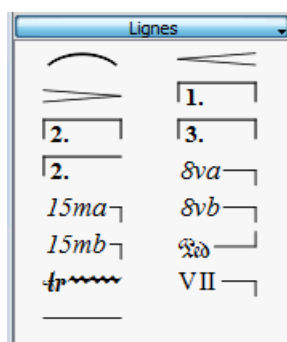 Lignes
1.
2. 3.
2. 8va
15ma 8vb
15mb Ped
tr VII